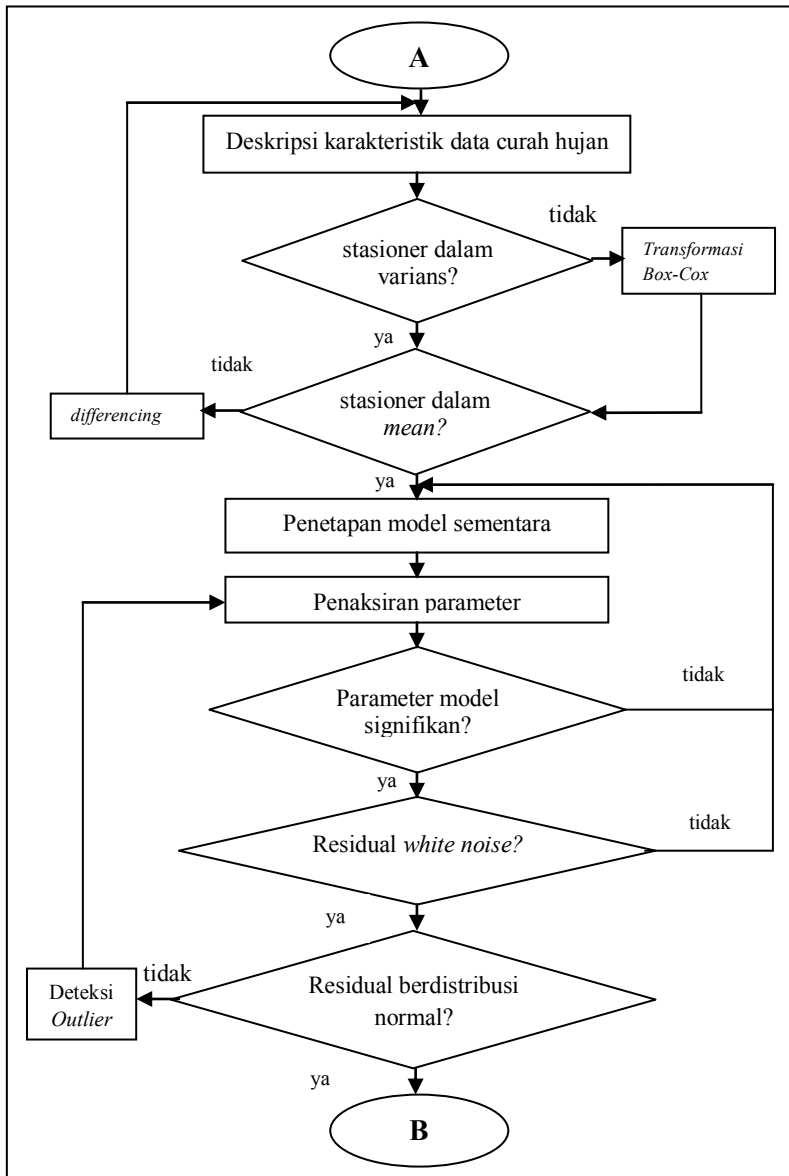 A
Deskripsi karakteristik data curah hujan
tidak
stasioner dalam
varians?
Transformasi
Box-Cox
ya
tidak
stasioner dalam
mean?
differencing
ya
Penetapan model sementara
Penaksiran parameter
tidak
Parameter model
signifikan?
ya
Residual white noise?
tidak
ya
tidak
Deteksi
Outlier
Residual berdistribusi
normal?
ya
B